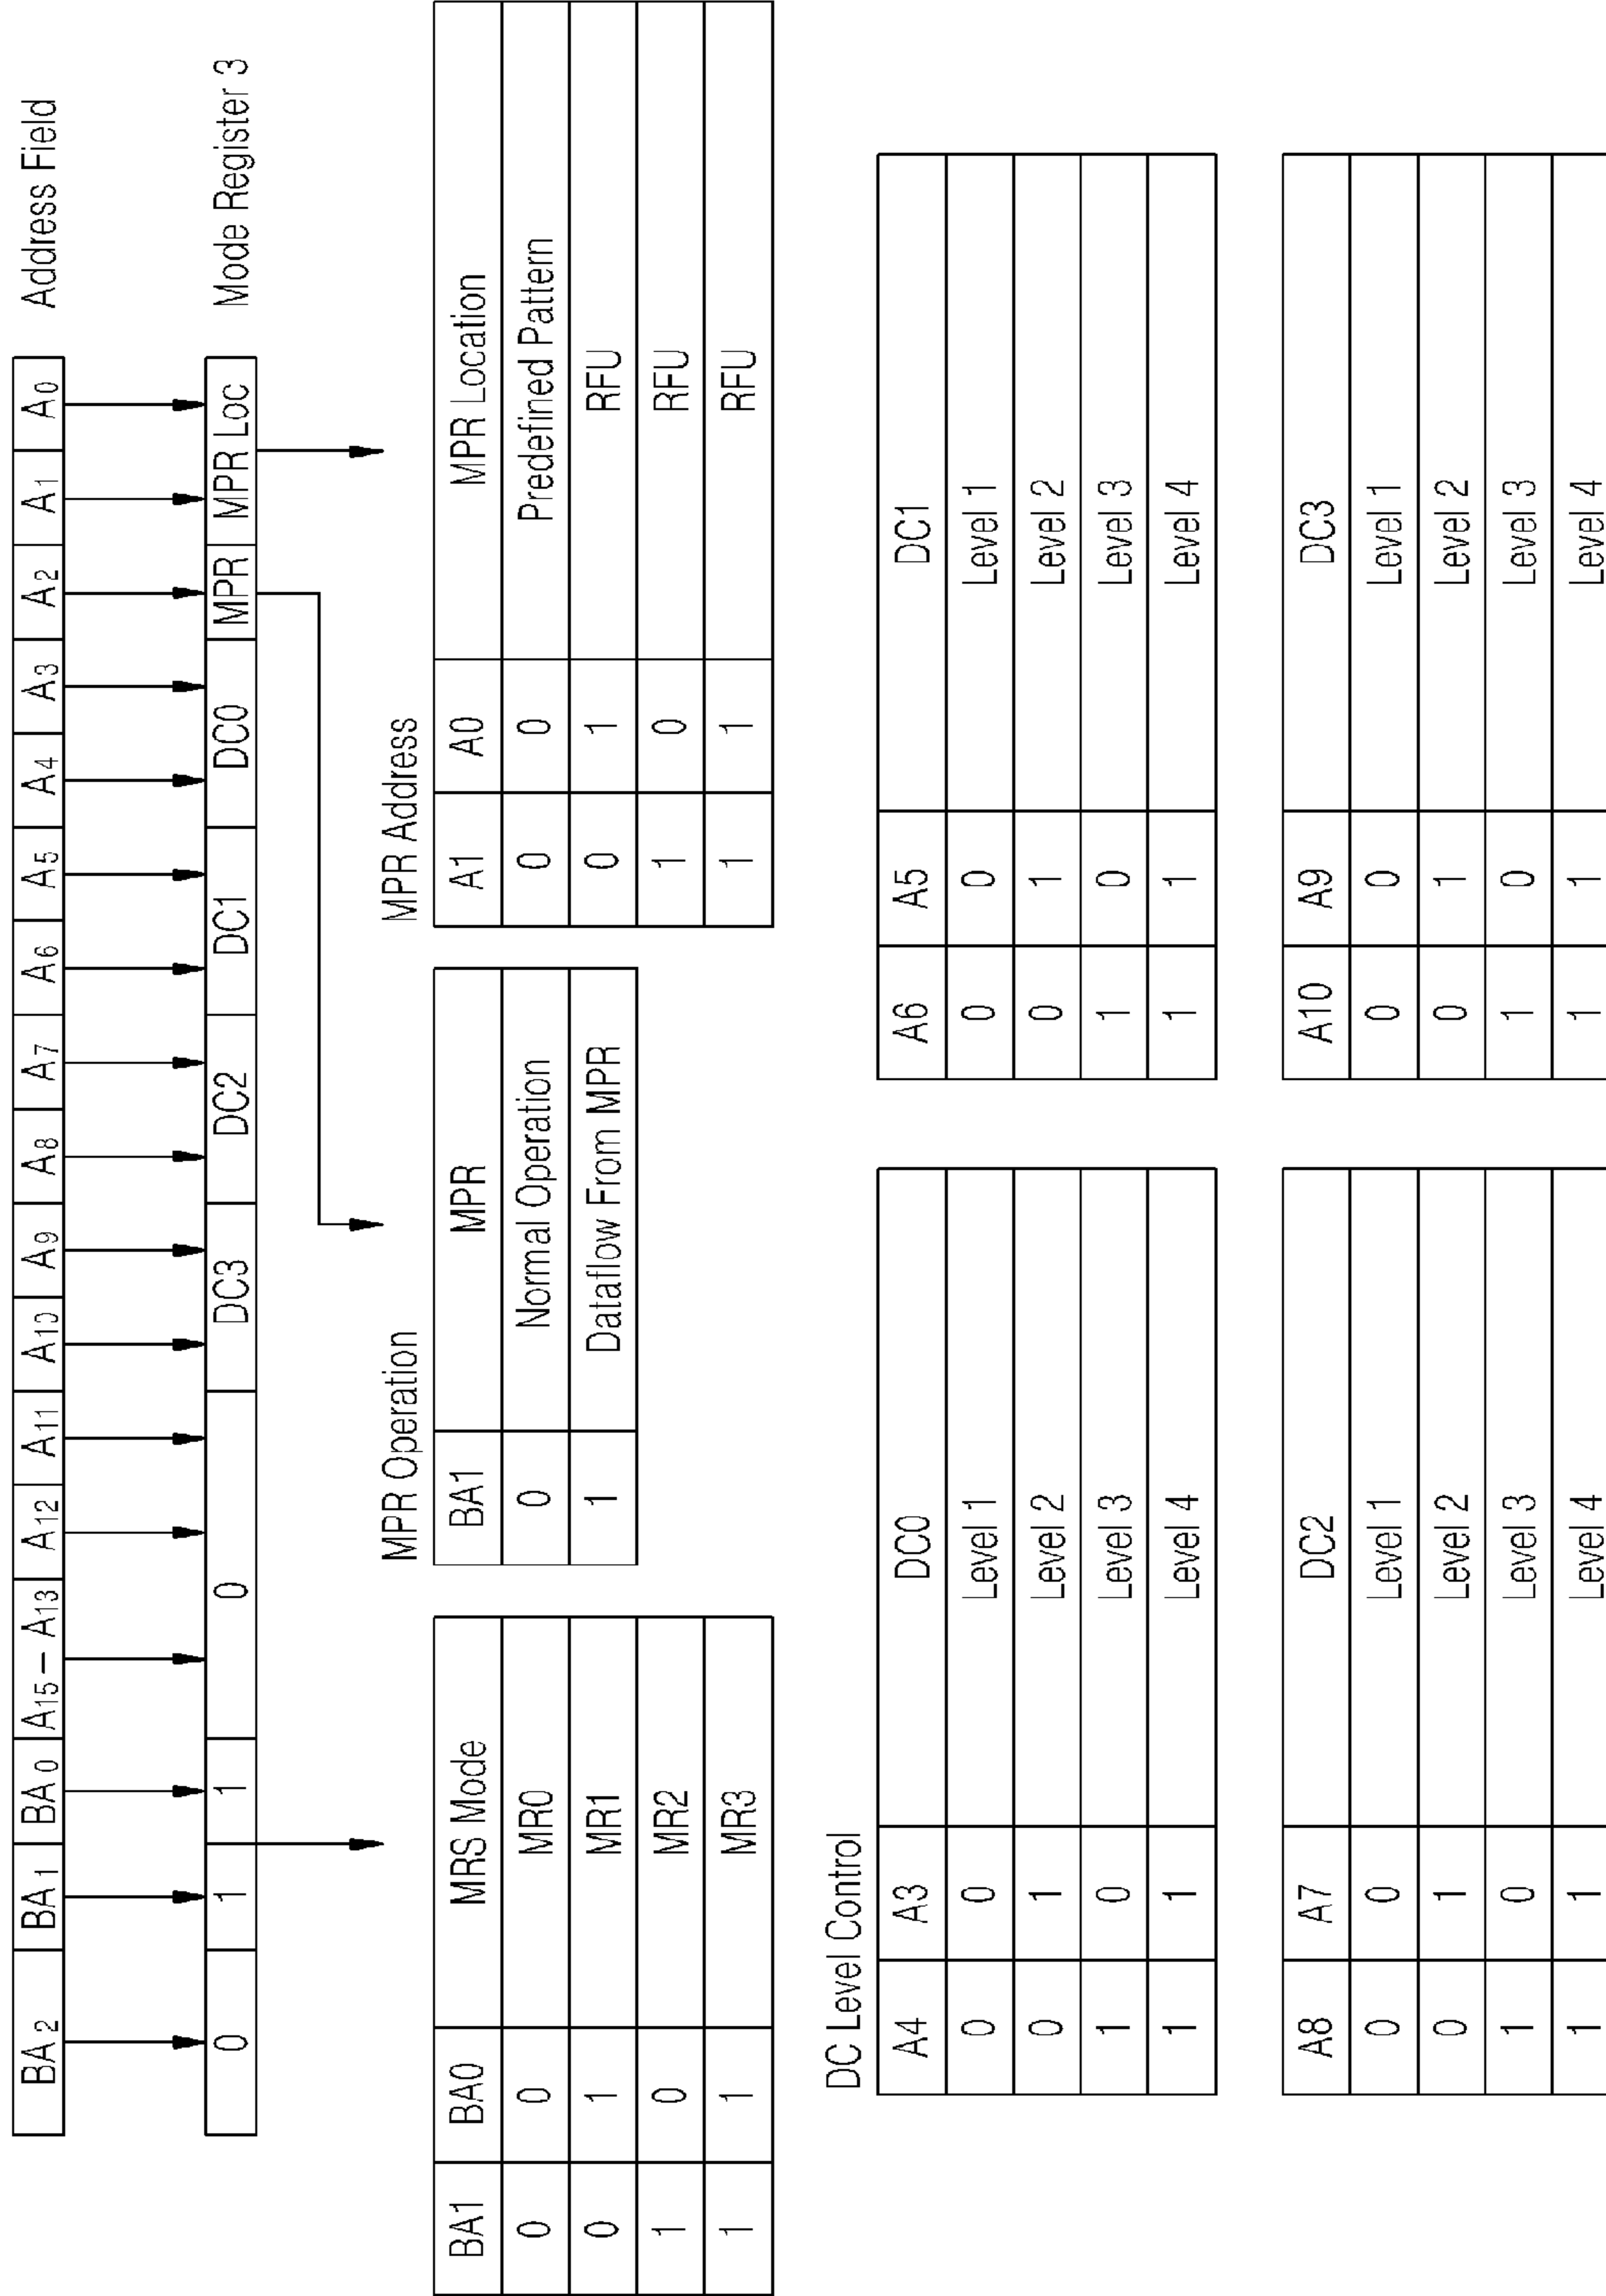 BA2 BA1 BA0 A15 – A13 A12 A11 A10 A9 A8 A7 A6 A5 A4 A3 A2 A1 A0 Address Field
0 1 1 0 DC3 DC2 DC1 DC0 MPR MPR Loc Mode Register 3
MPR Operation
MPR Address
BA1 BA0 MRS Mode
0 0 MR0
0 1 MR1
1 0 MR2
1 1 MR3
BA1 MPR
0 Normal Operation
1 Dataflow From MPR
A1 A0 MPR Location
0 0 Predefined Pattern
0 1 RFU
1 0 RFU
1 1 RFU
DC Level Control
A4 A3 DC0
0 0 Level 1
0 1 Level 2
1 0 Level 3
1 1 Level 4
A6 A5 DC1
0 0 Level 1
0 1 Level 2
1 0 Level 3
1 1 Level 4
A8 A7 DC2
0 0 Level 1
0 1 Level 2
1 0 Level 3
1 1 Level 4
A10 A9 DC3
0 0 Level 1
0 1 Level 2
1 0 Level 3
1 1 Level 4